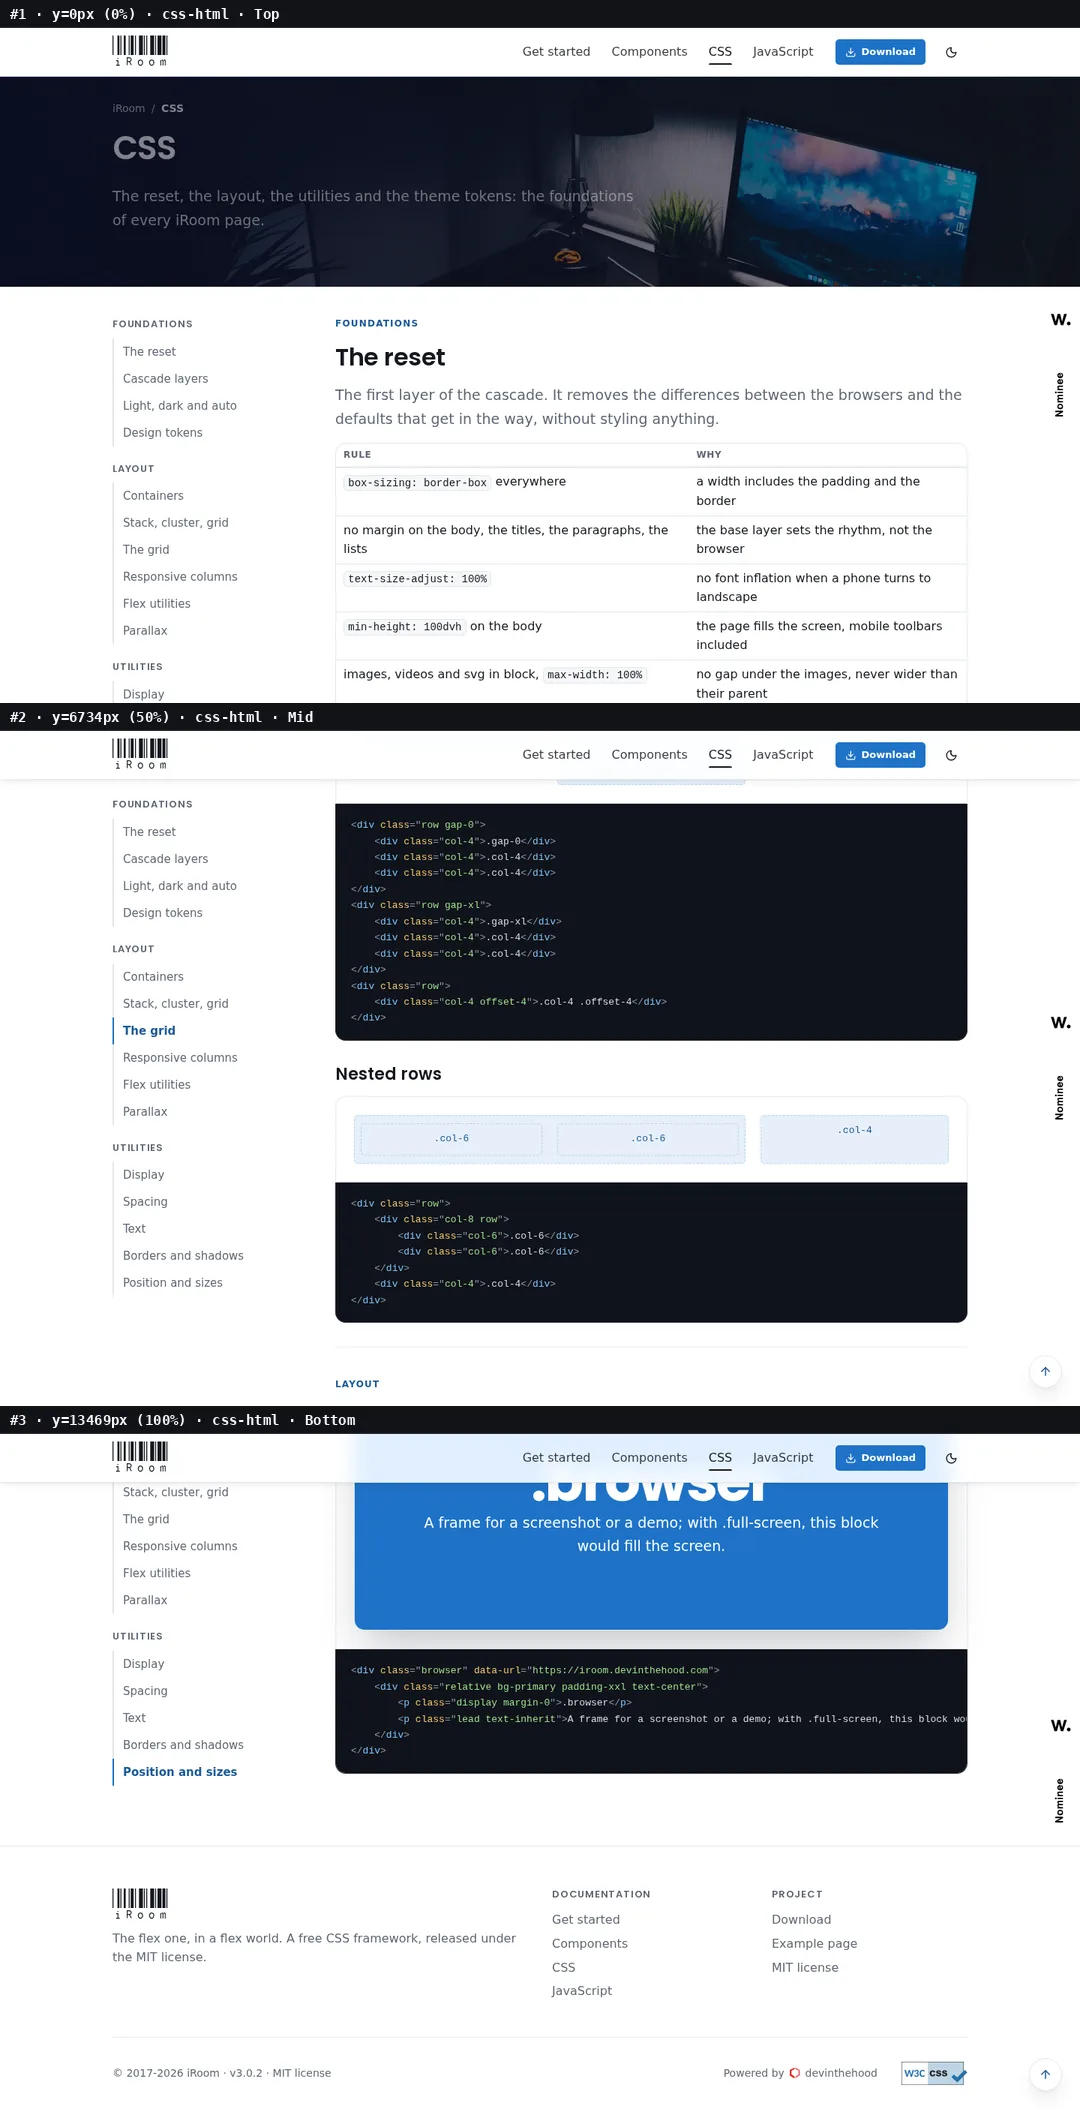 #1 · y=0px (0%) · css-html · Top
iRoom
Get started
Components
CSS
JavaScript
Download
iRoom / CSS
CSS
The reset, the layout, the utilities and the theme tokens: the foundations
of every iRoom page.
FOUNDATIONS
The reset
Cascade layers
Light, dark and auto
Design tokens
LAYOUT
Containers
Stack, cluster, grid
The grid
Responsive columns
Flex utilities
Parallax
UTILITIES
Display
FOUNDATIONS
The reset
The first layer of the cascade. It removes the differences between the browsers and the
defaults that get in the way, without styling anything.
RULE WHY
box-sizing: border-box everywhere
a width includes the padding and the
border
no margin on the body, the titles, the paragraphs, the
lists
the base layer sets the rhythm, not the
browser
text-size-adjust: 100%
no font inflation when a phone turns to
landscape
min-height: 100dvh on the body
the page fills the screen, mobile toolbars
included
images, videos and svg in block, max-width: 100%
no gap under the images, never wider than
their parent
W.
Nominee
#2 · y=6734px (50%) · css-html · Mid
iRoom
Get started
Components
CSS
JavaScript
Download
FOUNDATIONS
The reset
Cascade layers
Light, dark and auto
Design tokens
LAYOUT
Containers
Stack, cluster, grid
The grid
Responsive columns
Flex utilities
Parallax
UTILITIES
Display
Spacing
Text
Borders and shadows
Position and sizes
<div class="row gap-0">
<div class="col-4">.gap-0</div>
<div class="col-4">.col-4</div>
<div class="col-4">.col-4</div>
</div>
<div class="row gap-xl">
<div class="col-4">.gap-xl</div>
<div class="col-4">.col-4</div>
<div class="col-4">.col-4</div>
</div>
<div class="row">
<div class="col-4 offset-4">.col-4 .offset-4</div>
</div>
Nested rows
.col-6
.col-6
.col-4
<div class="row">
<div class="col-8 row">
<div class="col-6">.col-6</div>
<div class="col-6">.col-6</div>
</div>
<div class="col-4">.col-4</div>
</div>
LAYOUT
W.
Nominee
#3 · y=13469px (100%) · css-html · Bottom
iRoom
Get started
Components
CSS
JavaScript
Download
Stack, cluster, grid
The grid
Responsive columns
Flex utilities
Parallax
UTILITIES
Display
Spacing
Text
Borders and shadows
Position and sizes
.browser
A frame for a screenshot or a demo; with .full-screen, this block
would fill the screen.
<div class="browser" data-url="https://iroom.devinthehood.com">
<div class="relative bg-primary padding-xxl text-center">
<p class="display margin-0">.browser</p>
<p class="lead text-inherit">A frame for a screenshot or a demo; with .full-screen, this block wou
</div>
</div>
W.
Nominee
iRoom
The flex one, in a flex world. A free CSS framework, released under
the MIT license.
DOCUMENTATION
Get started
Components
CSS
JavaScript
PROJECT
Download
Example page
MIT license
© 2017-2026 iRoom · v3.0.2 · MIT license
Powered by devinthehood
W3C css